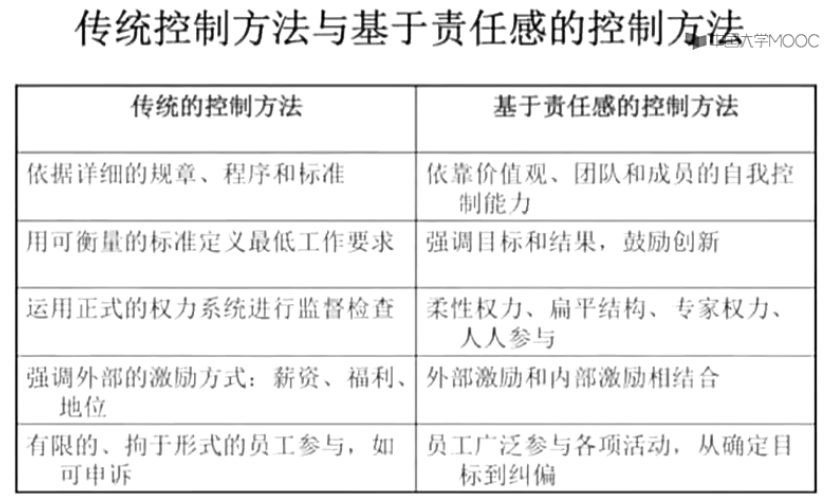 传统控制方法与基于责任感的控制方法
中国大学MOOC
传统的控制方法
基于责任感的控制方法
依据详细的规章、程序和标准
依靠价值观、团队和成员的自我控
制能力
用可衡量的标准定义最低工作要求
强调目标和结果，鼓励创新
运用正式的权力系统进行监督检查
柔性权力、扁平结构、专家权力、
人人参与
强调外部的激励方式：薪资、福利、
地位
外部激励和内部激励相结合
有限的、拘于形式的员工参与，如
可申诉
员工广泛参与各项活动，从确定目
标到纠偏